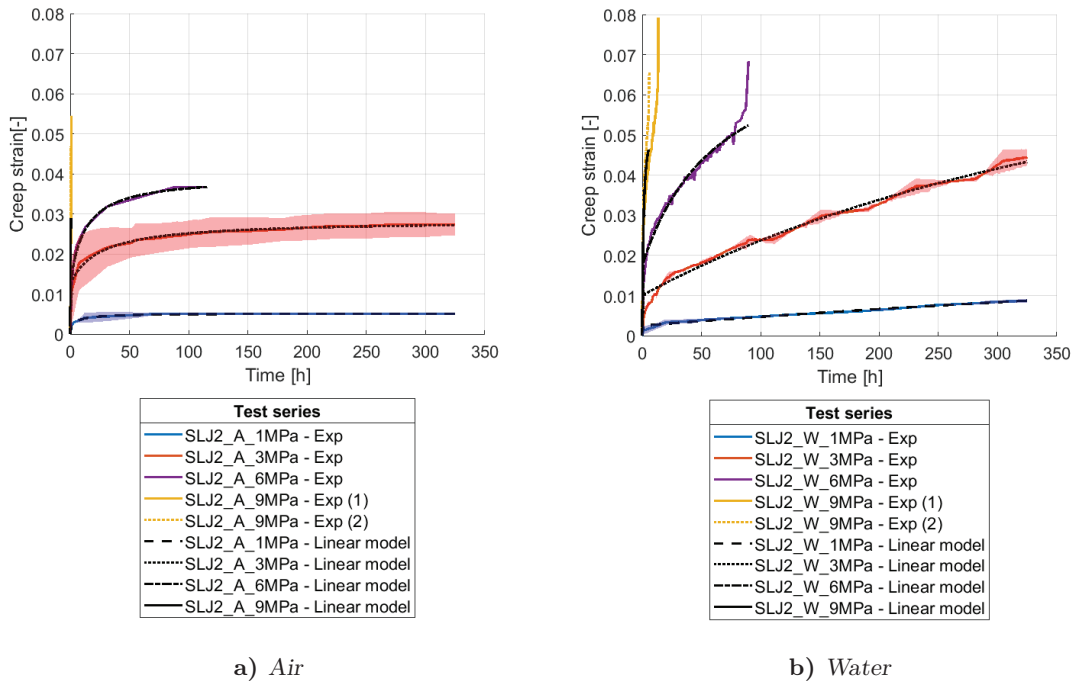 0.08
0.07
0.06
0.05
0.04
0.03
0.02
0.01
0
Creep strain[-]
0 50 100 150 200 250 300 350
Time [h]
Test series
SLJ2_A_1MPa - Exp
SLJ2_A_3MPa - Exp
SLJ2_A_6MPa - Exp
SLJ2_A_9MPa - Exp (1)
SLJ2_A_9MPa - Exp (2)
SLJ2_A_1MPa - Linear model
SLJ2_A_3MPa - Linear model
SLJ2_A_6MPa - Linear model
SLJ2_A_9MPa - Linear model
a) Air
0.08
0.07
0.06
0.05
0.04
0.03
0.02
0.01
0
Creep strain [-]
0 50 100 150 200 250 300 350
Time [h]
Test series
SLJ2_W_1MPa - Exp
SLJ2_W_3MPa - Exp
SLJ2_W_6MPa - Exp
SLJ2_W_9MPa - Exp (1)
SLJ2_W_9MPa - Exp (2)
SLJ2_W_1MPa - Linear model
SLJ2_W_3MPa - Linear model
SLJ2_W_6MPa - Linear model
SLJ2_W_9MPa - Linear model
b) Water